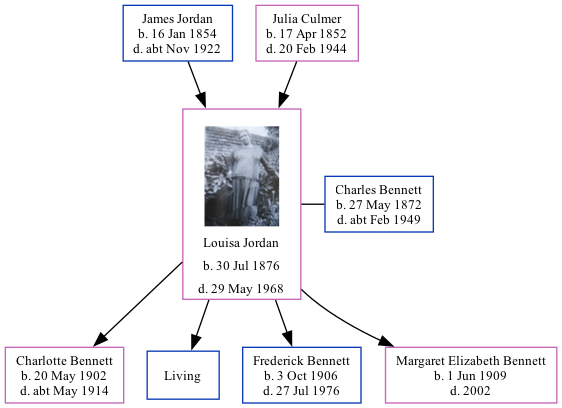 James Jordan
b. 16 Jan 1854
d. abt Nov 1922
Julia Culmer
b. 17 Apr 1852
d. 20 Feb 1944
Louisa Jordan
b. 30 Jul 1876
d. 29 May 1968
Charles Bennett
b. 27 May 1872
d. abt Feb 1949
Charlotte Bennett
b. 20 May 1902
d. abt May 1914
Living
Frederick Bennett
b. 3 Oct 1906
d. 27 Jul 1976
Margaret Elizabeth Bennett
b. 1 Jun 1909
d. 2002